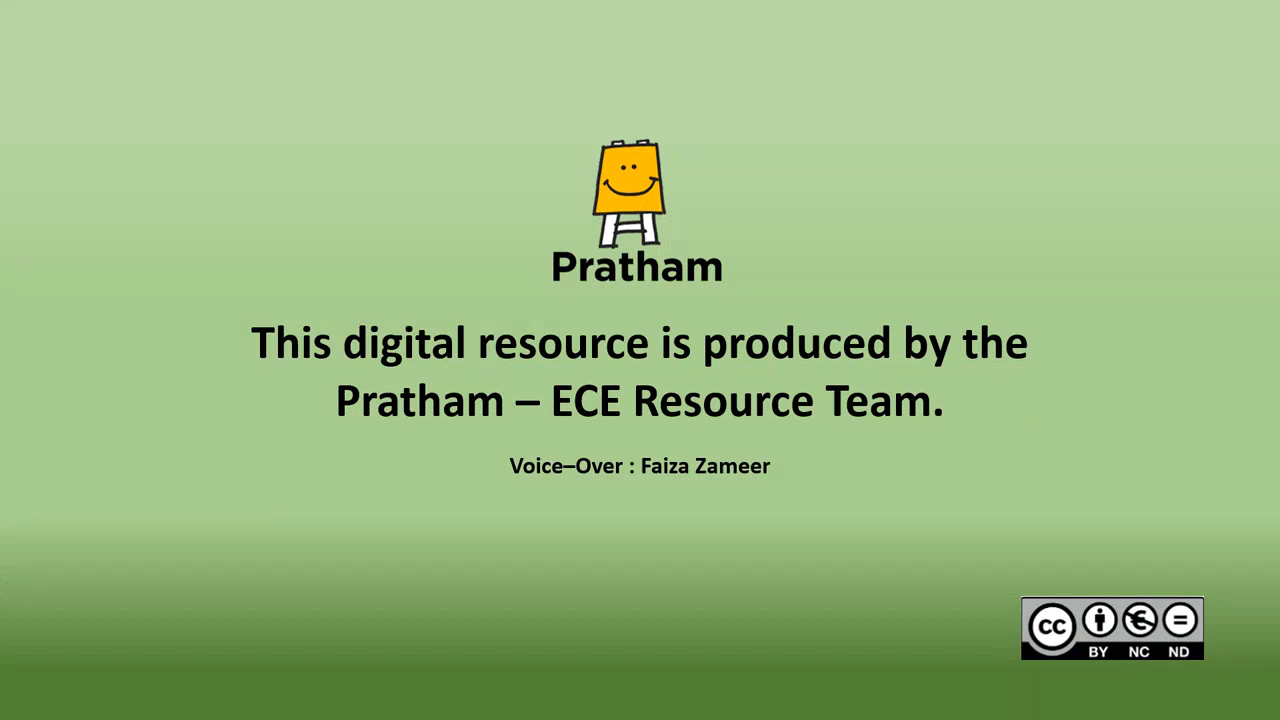 Pratham
This digital resource is produced by the
Pratham – ECE Resource Team.
Voice–Over : Faiza Zameer
CC BY NC ND